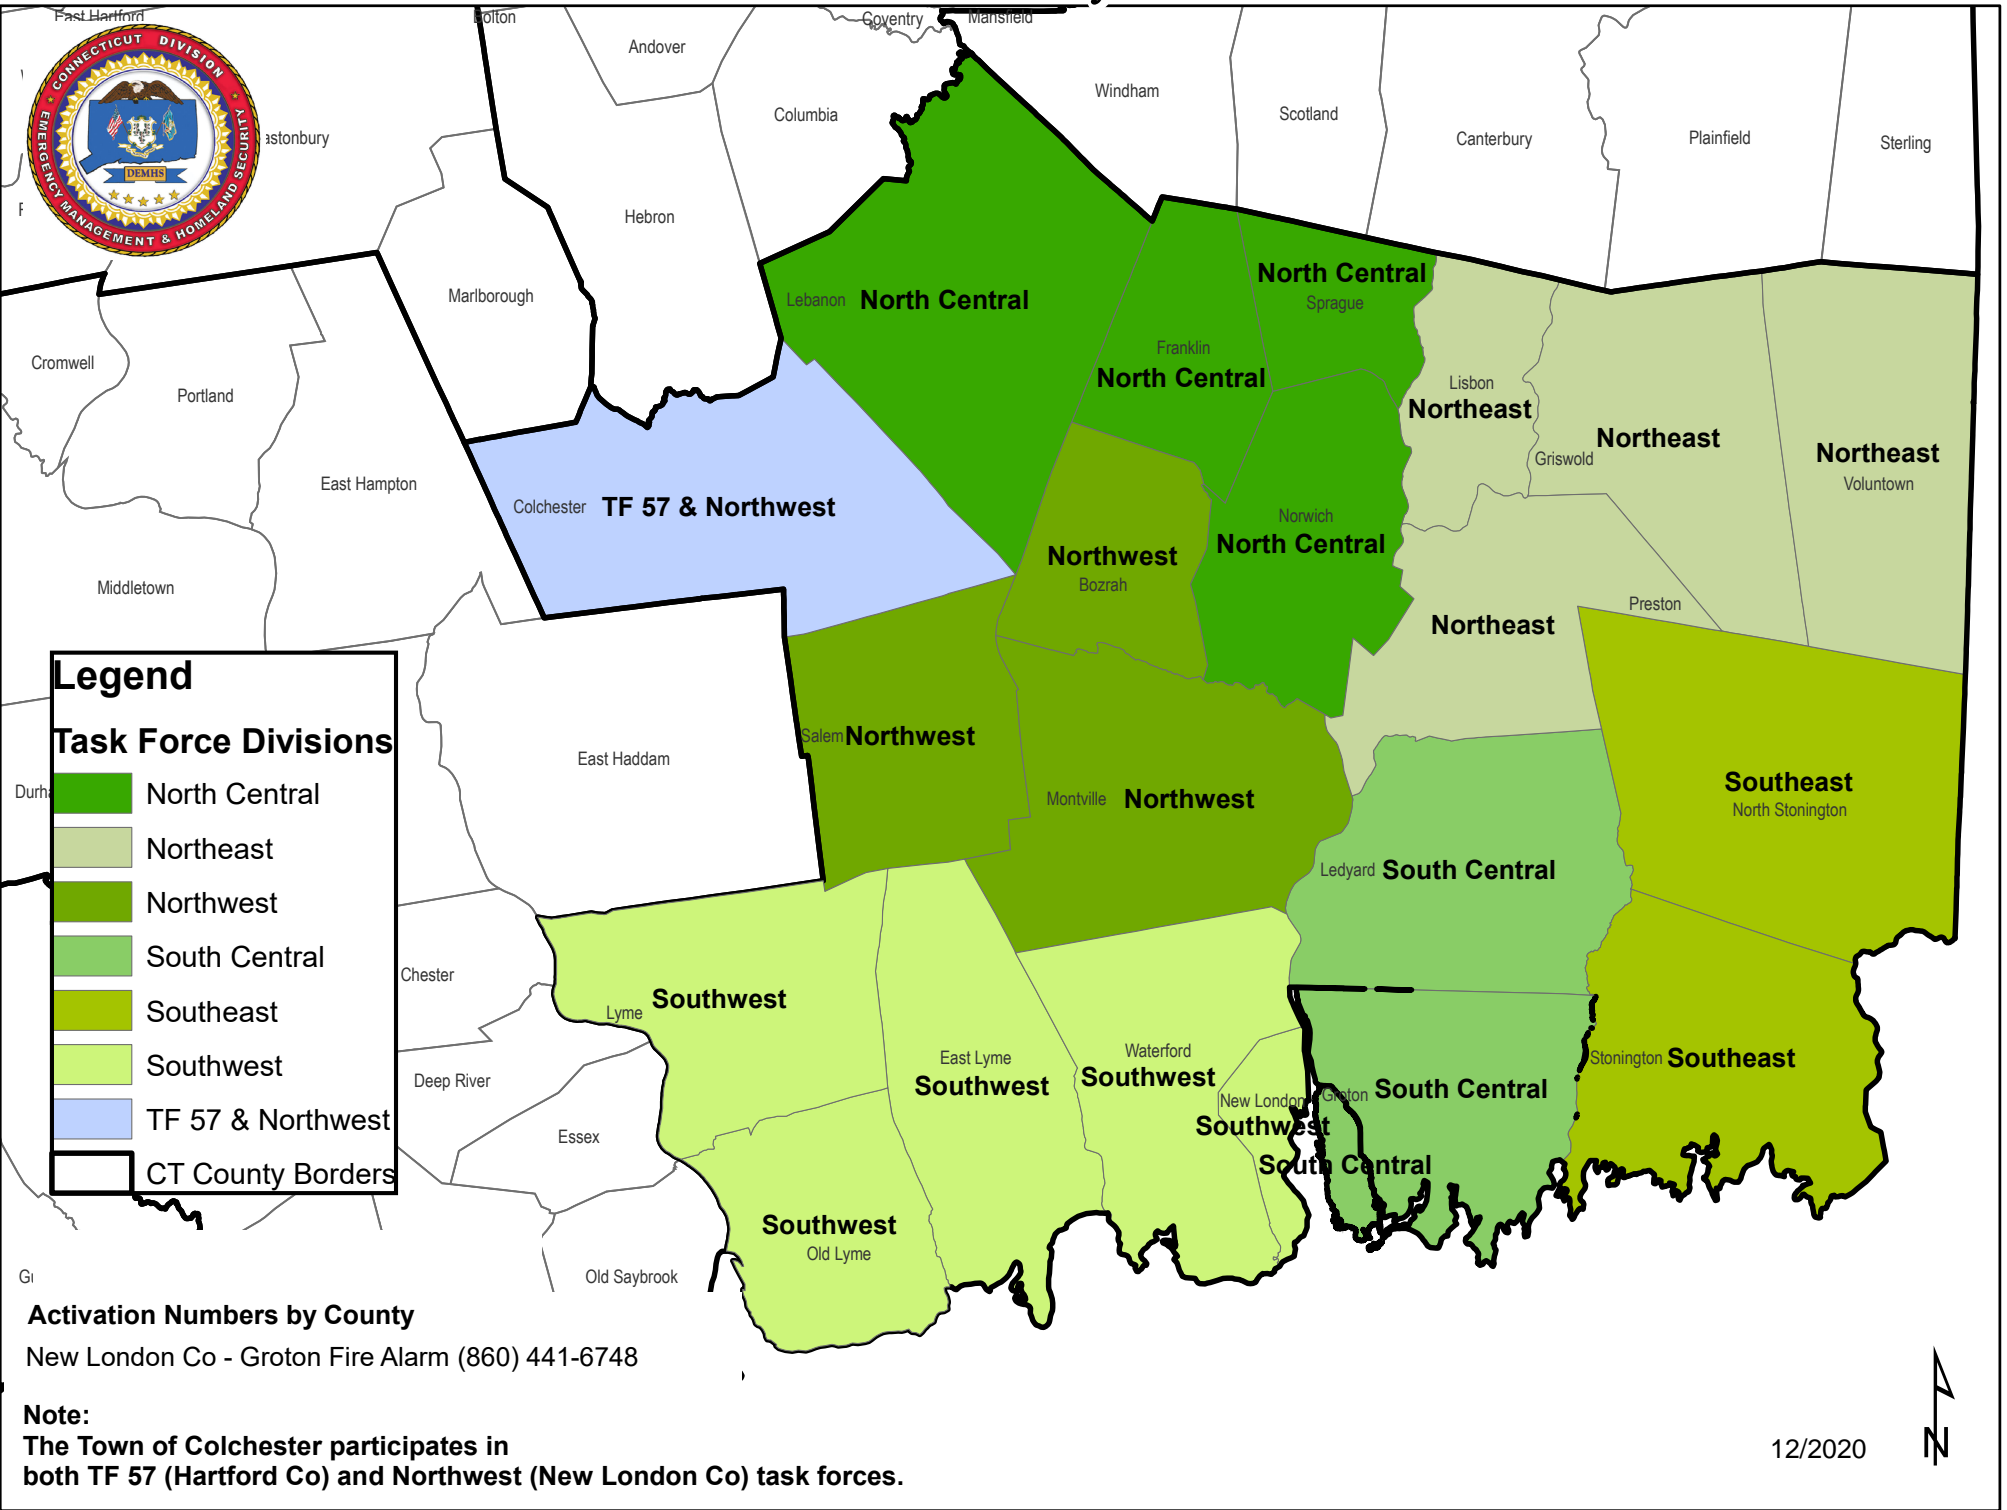 East Hartford
Bolton
Coventry
Mansfield
Andover
Windham
Columbia
Scotland
Canterbury
Plainfield
Sterling
CONNECTICUT DIVISION
EMERGENCY MANAGEMENT & HOMELAND SECURITY
DEMHS
astonbury
Hebron
Marlborough
Lebanon North Central
North Central
Sprague
Franklin
North Central
Cromwell
Portland
Lisbon
Northeast
Northeast
Griswold
Northeast
Voluntown
East Hampton
Colchester TF 57 & Northwest
Norwich
North Central
Northwest
Bozrah
Middletown
Preston
Northeast
Legend
Task Force Divisions
North Central
Northeast
Northwest
South Central
Southeast
Southwest
TF 57 & Northwest
CT County Borders
Durha
East Haddam
Salem Northwest
Montville Northwest
Southeast
North Stonington
Ledyard South Central
Chester
Lyme Southwest
East Lyme
Southwest
Waterford
Southwest
New London
Southwest
Groton South Central
South Central
Stonington Southeast
Deep River
Essex
Southwest
Old Lyme
Old Saybrook
Activation Numbers by County
New London Co - Groton Fire Alarm (860) 441-6748
Note:
The Town of Colchester participates in
both TF 57 (Hartford Co) and Northwest (New London Co) task forces.
12/2020
N